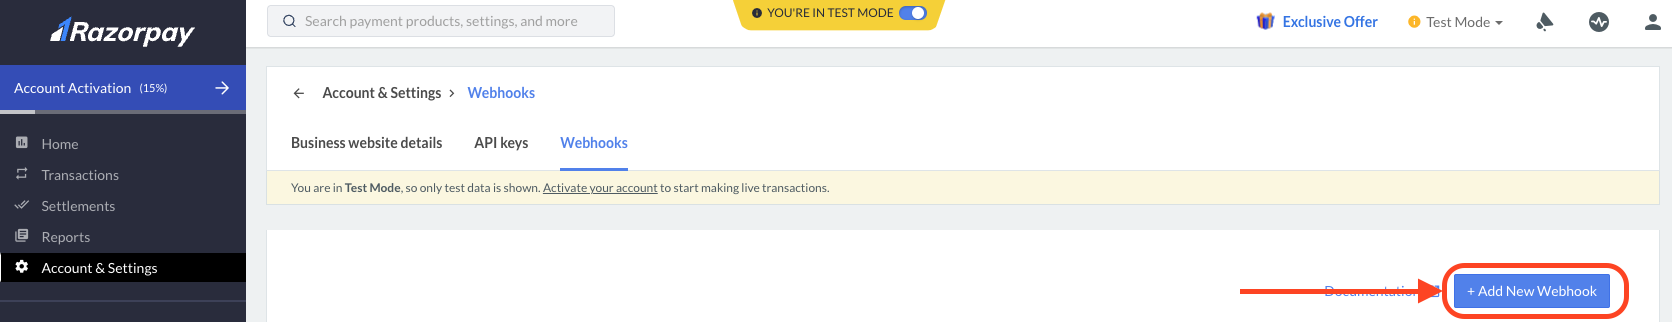 Razorpay
Account Activation (15%)
Home
Transactions
Settlements
Reports
Account & Settings
Search payment products, settings, and more
YOU'RE IN TEST MODE
Exclusive Offer
Test Mode
Account & Settings > Webhooks
Business website details API keys Webhooks
You are in Test Mode, so only test data is shown. Activate your account to start making live transactions.
Documentation
+ Add New Webhook